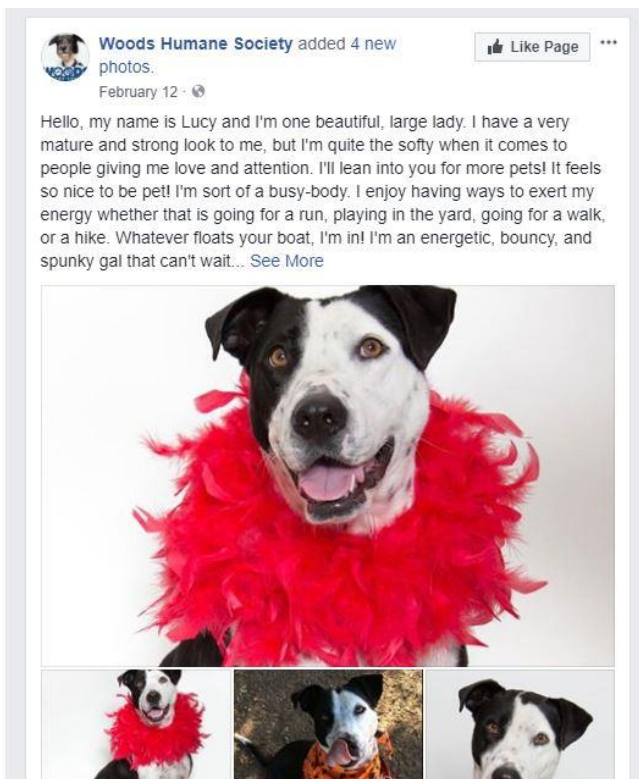 Woods Humane Society added 4 new
photos.
Like Page
February 12
Hello, my name is Lucy and I'm one beautiful, large lady. I have a very
mature and strong look to me, but I'm quite the softy when it comes to
people giving me love and attention. I'll lean into you for more pets! It feels
so nice to be pet! I'm sort of a busy-body. I enjoy having ways to exert my
energy whether that is going for a run, playing in the yard, going for a walk,
or a hike. Whatever floats your boat, I'm in! I'm an energetic, bouncy, and
spunky gal that can't wait... See More